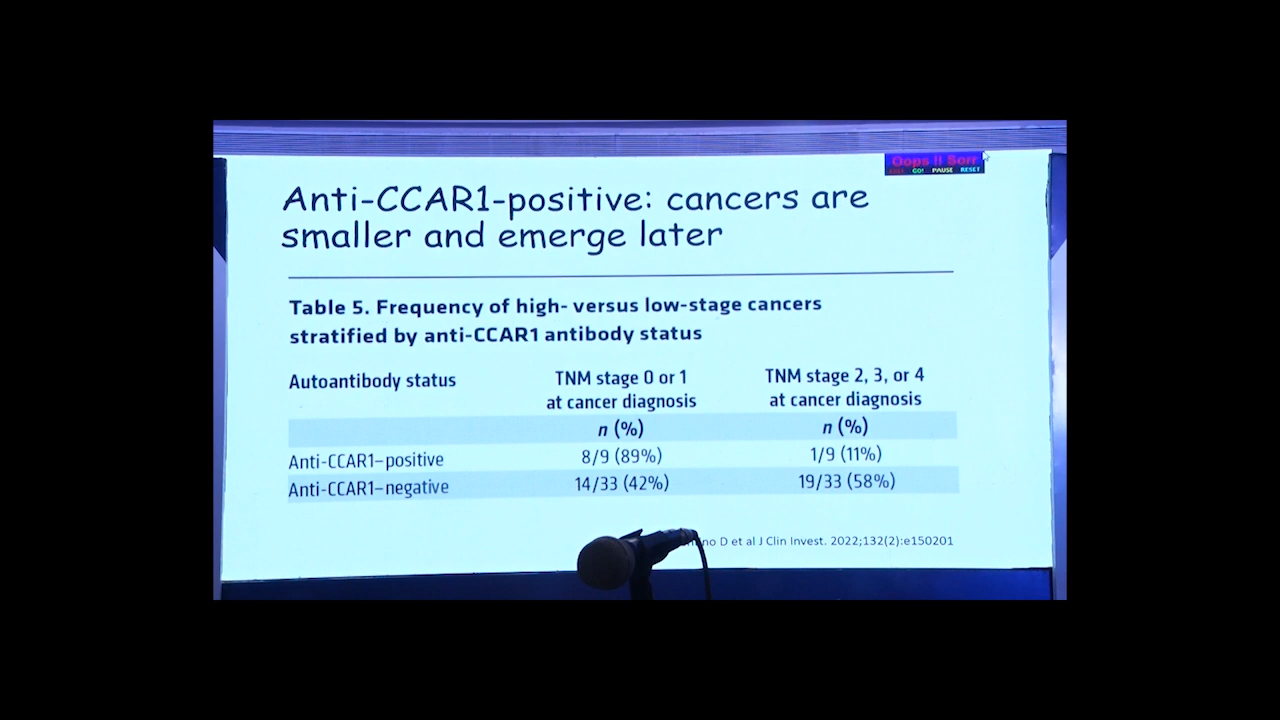 Oops !! Sorr
GO! PAUSE RESET
Anti-CCAR1-positive: cancers are
smaller and emerge later
Table 5. Frequency of high- versus low-stage cancers
stratified by anti-CCAR1 antibody status
Autoantibody status
TNM stage 0 or 1
at cancer diagnosis
TNM stage 2, 3, or 4
at cancer diagnosis
n (%) n (%)
Anti-CCAR1–positive 8/9 (89%) 1/9 (11%)
Anti-CCAR1–negative 14/33 (42%) 19/33 (58%)
D et al J Clin Invest. 2022;132(2):e150201